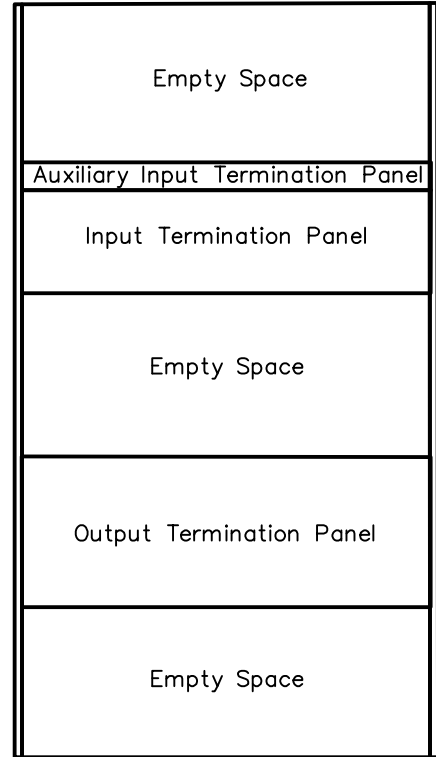 Empty Space
Auxiliary Input Termination Panel
Input Termination Panel
Empty Space
Output Termination Panel
Empty Space